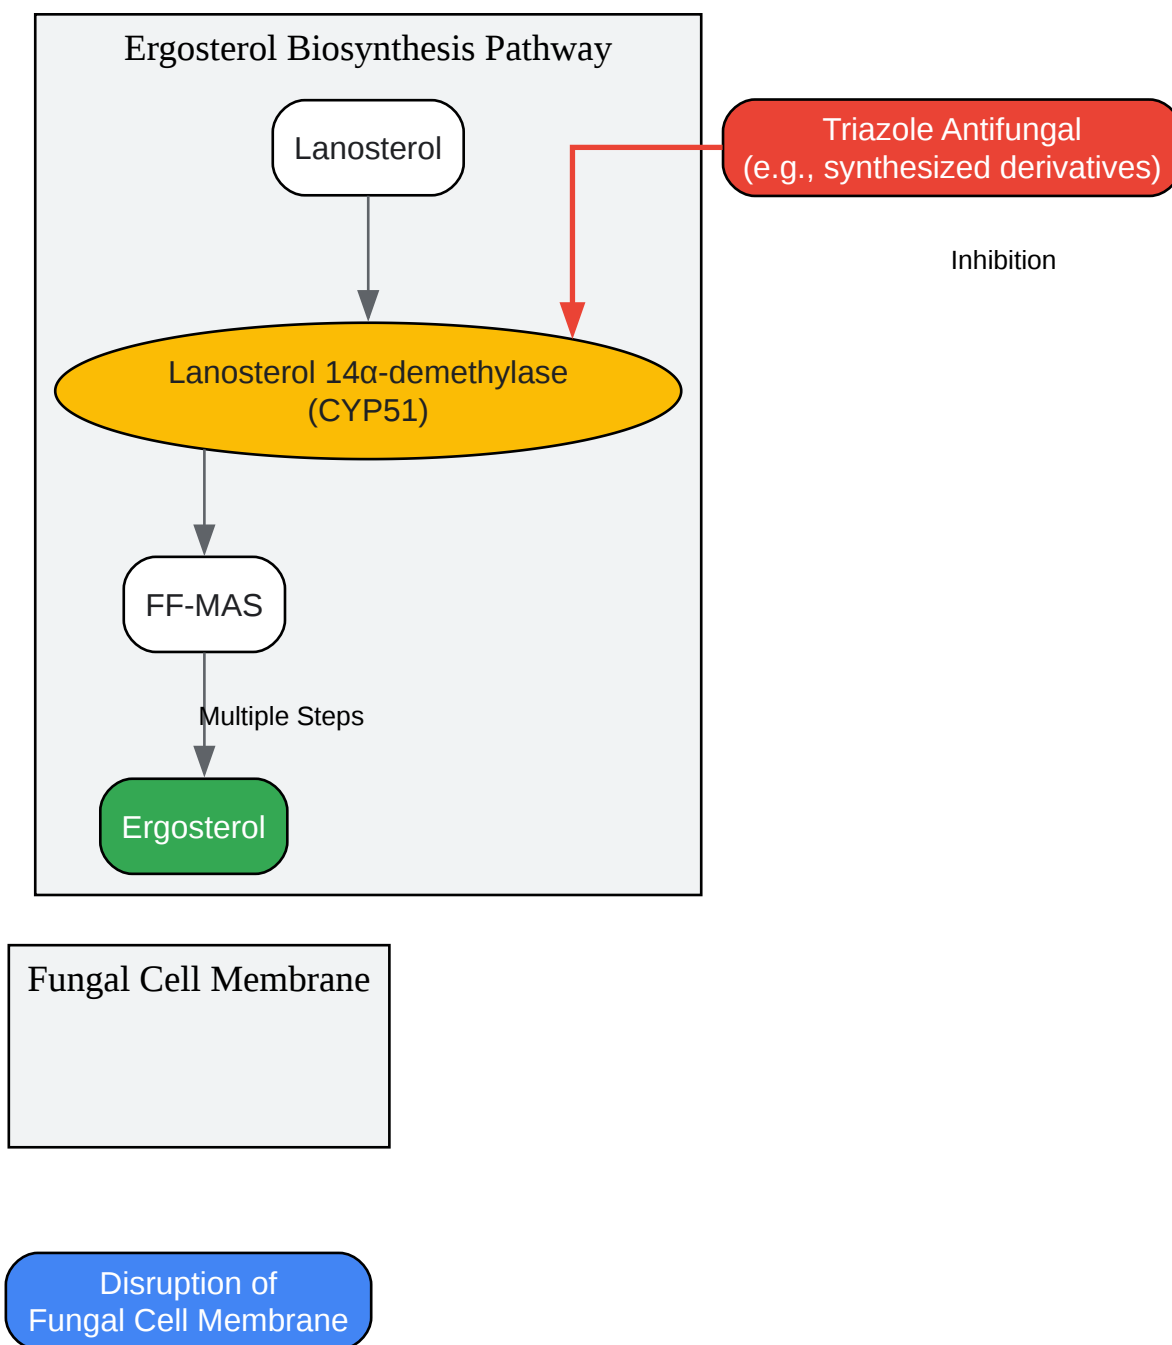 Ergosterol Biosynthesis Pathway
Lanosterol
Triazole Antifungal
(e.g., synthesized derivatives)
Inhibition
Lanosterol 14α-demethylase
(CYP51)
FF-MAS
Multiple Steps
Ergosterol
Fungal Cell Membrane
Disruption of
Fungal Cell Membrane